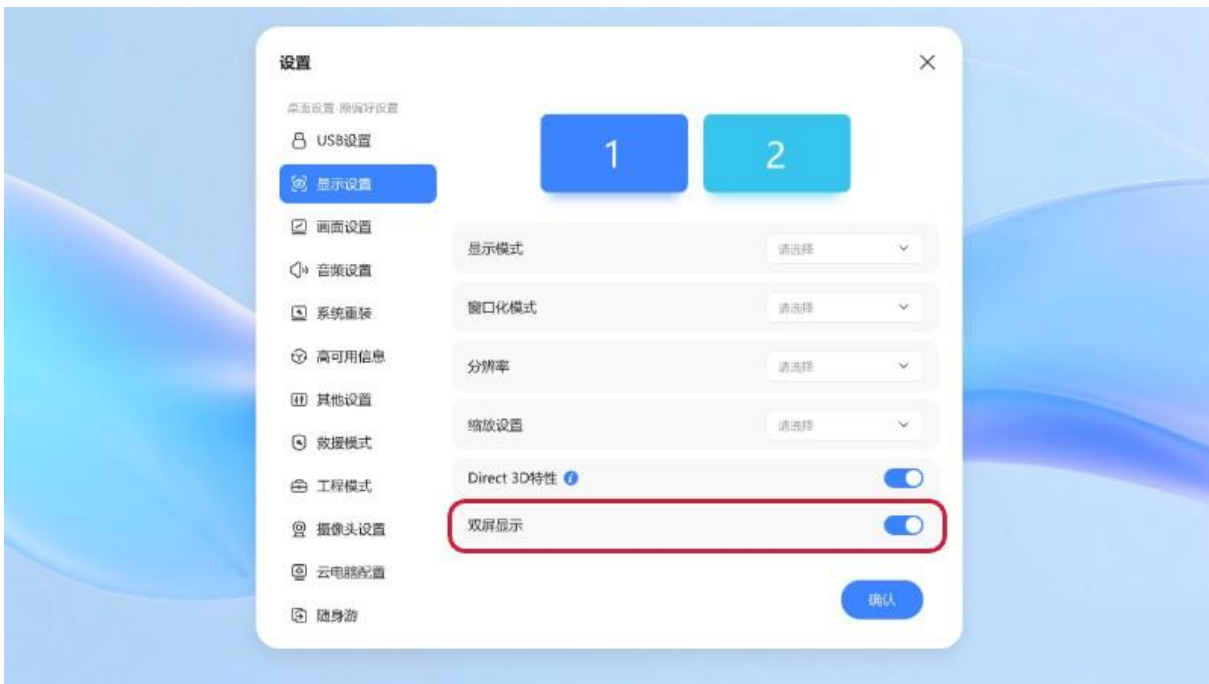 设置
桌面设置-原偏好设置
USB设置
显示设置
画面设置
音频设置
系统重装
高可用信息
其他设置
救援模式
工程模式
摄像头设置
云电脑配置
随身游
1
2
显示模式
请选择
窗口化模式
请选择
分辨率
请选择
缩放设置
请选择
Direct 3D特性
双屏显示
确认